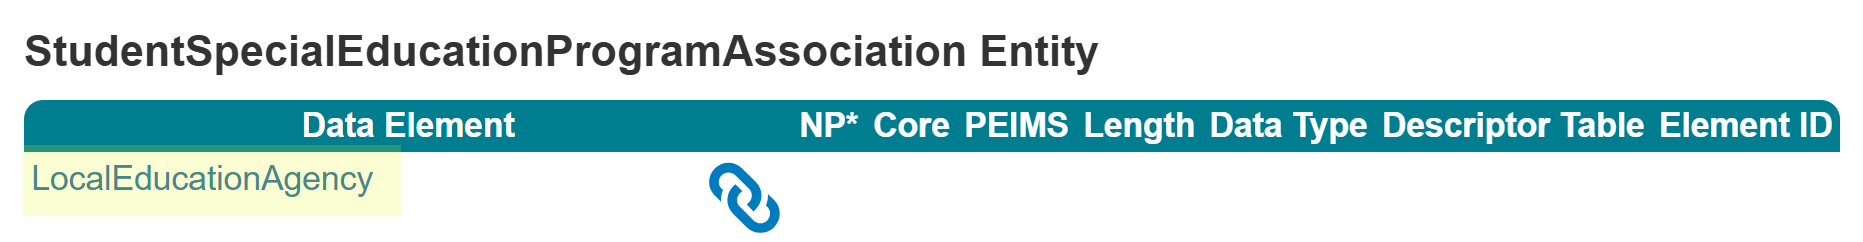 StudentSpecialEducationProgramAssociation Entity
Data Element NP* Core PEIMS Length Data Type Descriptor Table Element ID
LocalEducationAgency